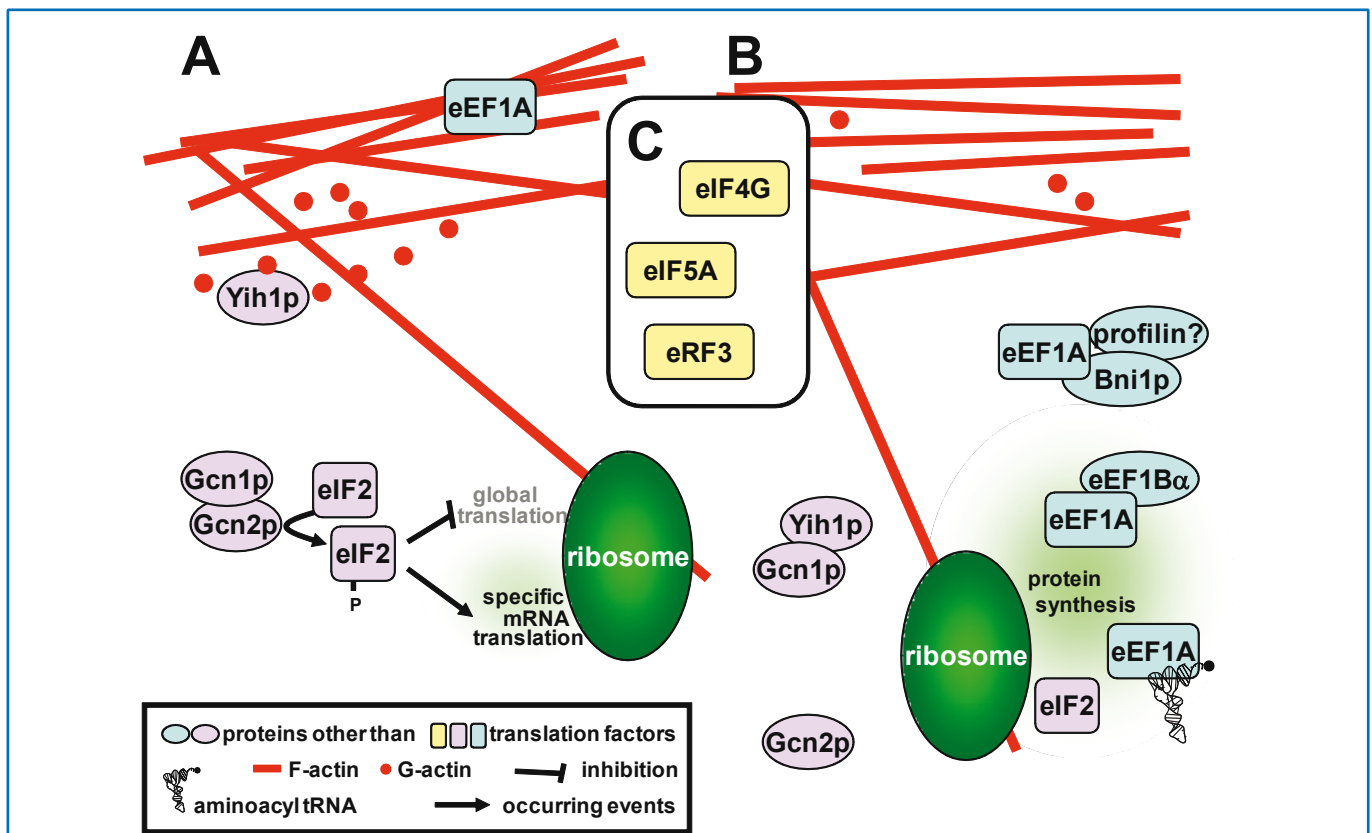 A
B
eEF1A
C
eIF4G
eIF5A
eRF3
Yih1p
Gcn1p
Gcn2p
eIF2
eIF2
P
global
translation
specific
mRNA
translation
ribosome
eEF1A
profilin?
Bni1p
eEF1Bα
eEF1A
Yih1p
Gcn1p
protein
synthesis
ribosome
eEF1A
eIF2
Gcn2p
proteins other than
translation factors
F-actin
G-actin
inhibition
aminoacyl tRNA
occurring events